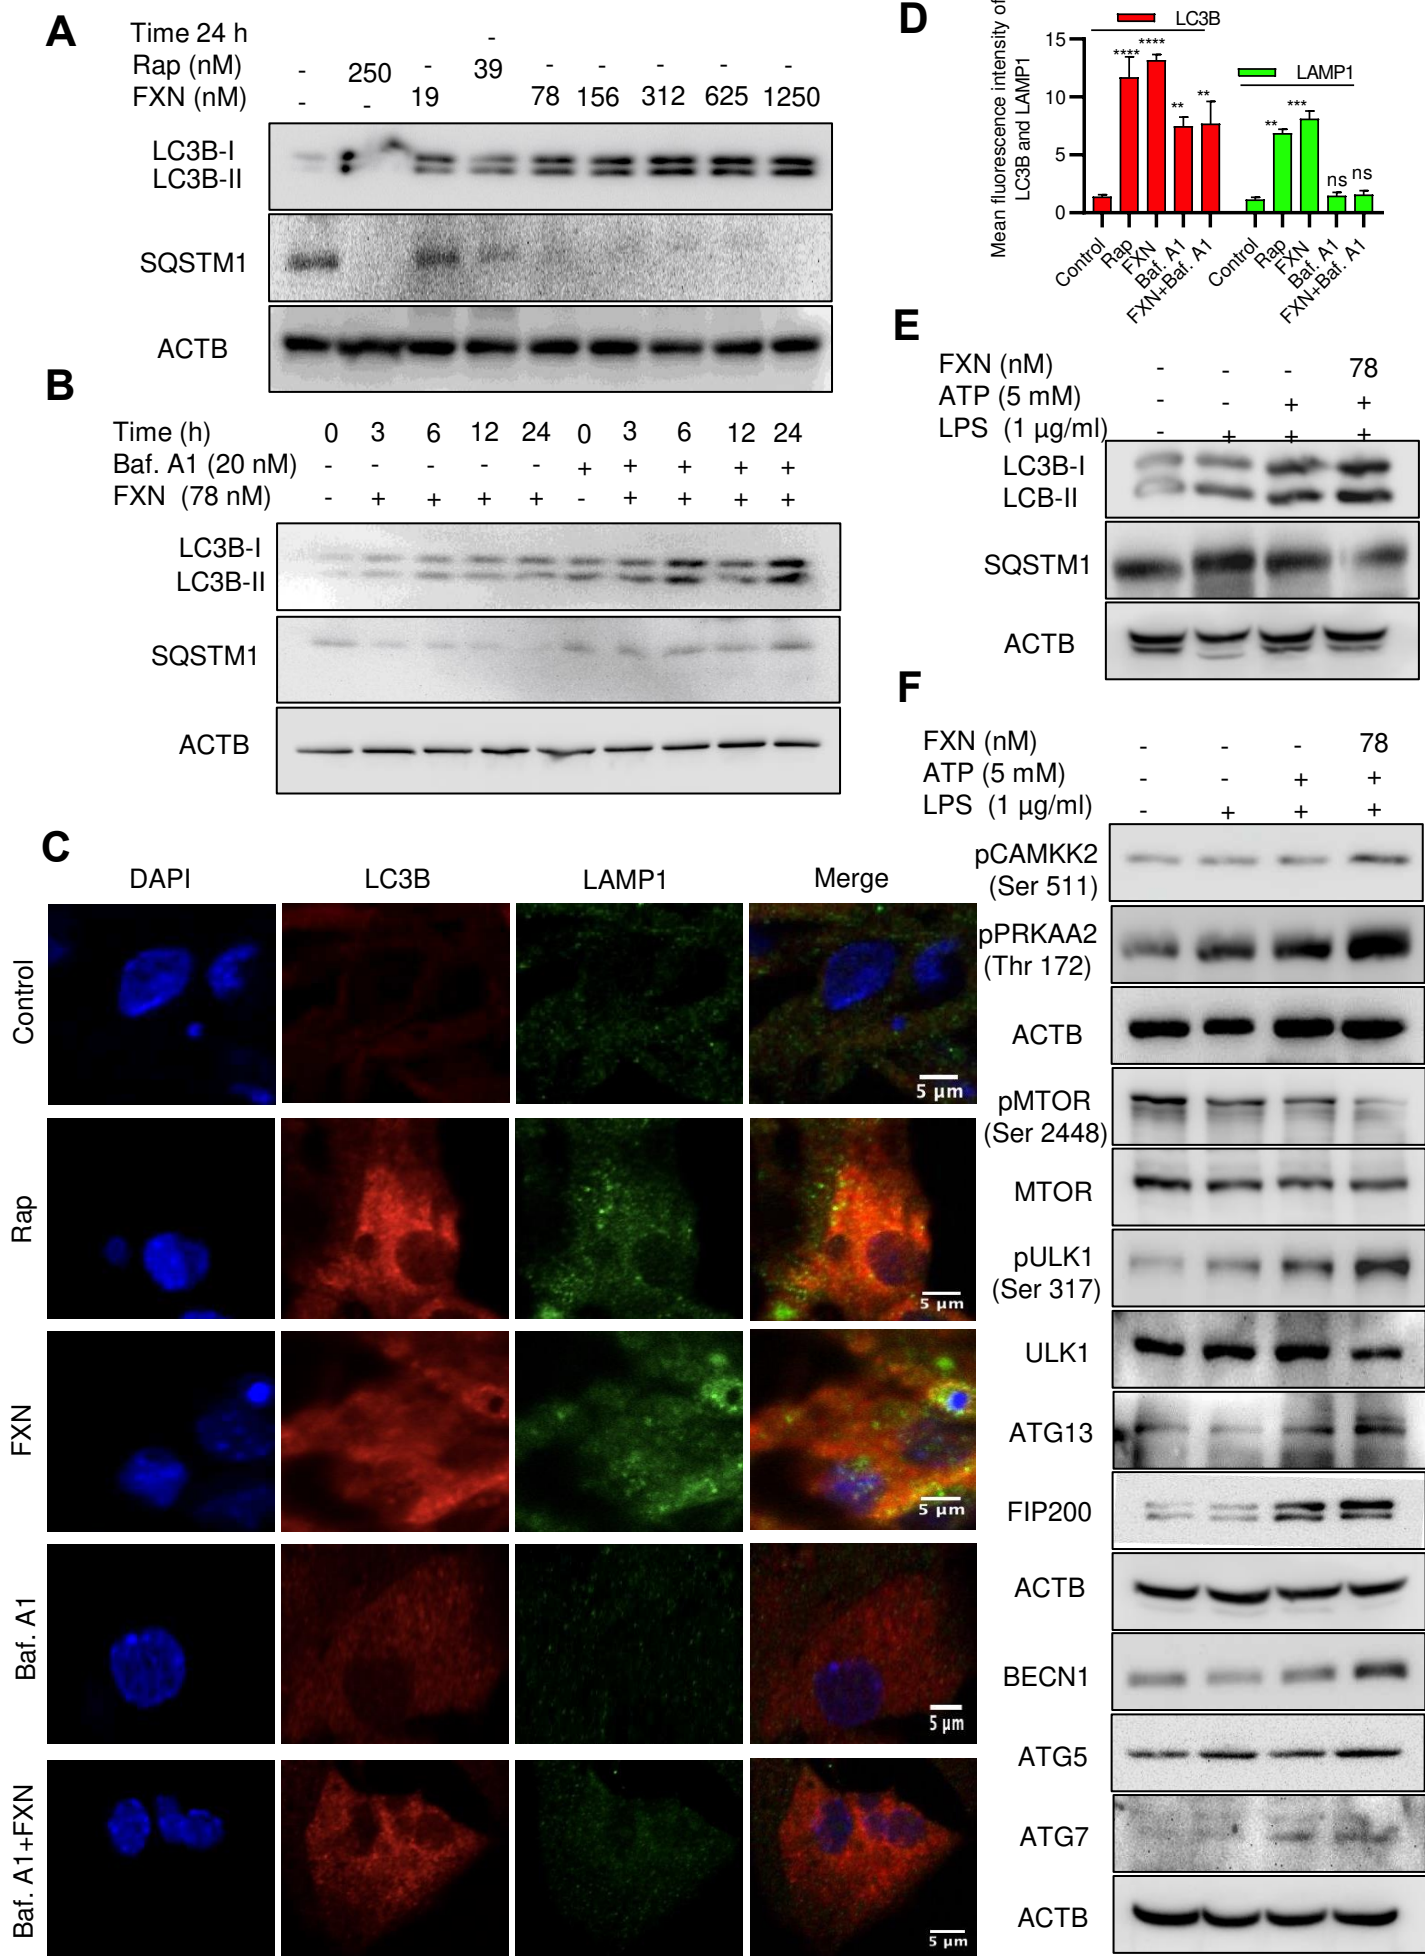 A
Time 24 h -
Rap (nM) - 250 - 39 - - - - -
FXN (nM) - - 19 78 156 312 625 1250
LC3B-I
LC3B-II
SQSTM1
ACTB
B
Time (h) 0 3 6 12 24 0 3 6 12 24
Baf. A1 (20 nM) - - - - - + + + + +
FXN (78 nM) - + + + + - + + + +
LC3B-I
LC3B-II
SQSTM1
ACTB
C
DAPI LC3B LAMP1 Merge
Control
5 µm
Rap
5 µm
FXN
5 µm
Baf. A1
5 µm
Baf. A1+FXN
5 µm
D
Mean fluorescence intensity of
LC3B and LAMP1
LC3B
LAMP1
15
10
5
0
**** **** ** ** ** *** ns ns
Control Rap FXN Baf. A1 FXN+Baf. A1 Control Rap FXN Baf. A1 FXN+Baf. A1
E
FXN (nM) - - - 78
ATP (5 mM) - - + +
LPS (1 µg/ml) - + + +
LC3B-I
LCB-II
SQSTM1
ACTB
F
FXN (nM) - - - 78
ATP (5 mM) - - + +
LPS (1 µg/ml) - + + +
pCAMKK2
(Ser 511)
pPRKAA2
(Thr 172)
ACTB
pMTOR
(Ser 2448)
MTOR
pULK1
(Ser 317)
ULK1
ATG13
FIP200
ACTB
BECN1
ATG5
ATG7
ACTB